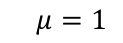 μ = 1